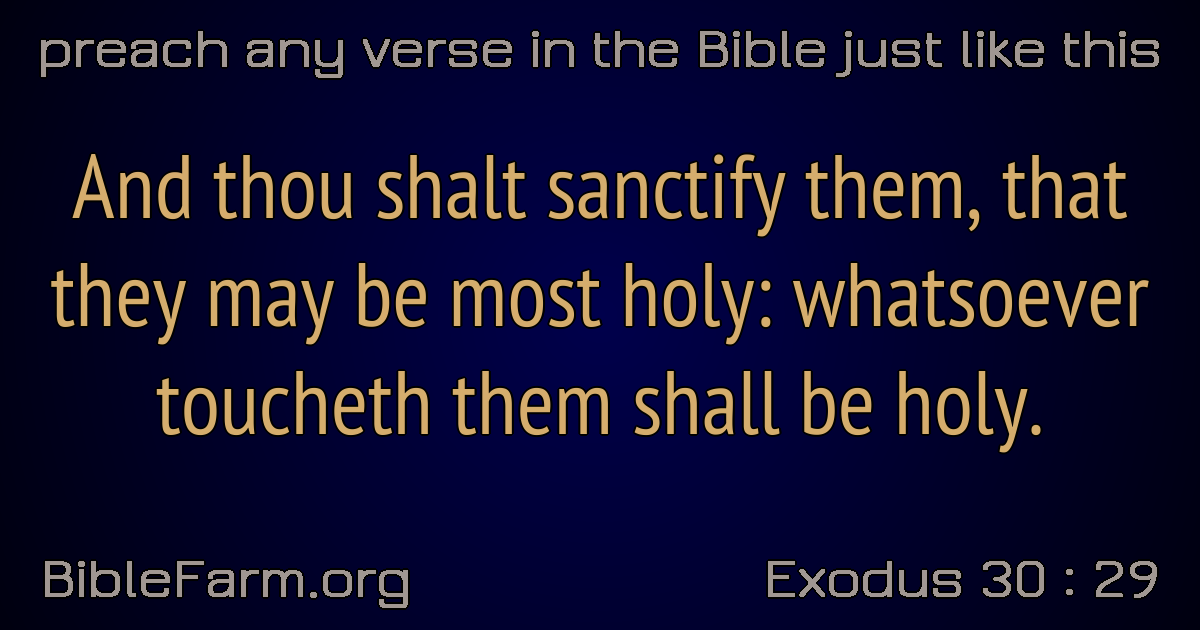 preach any verse in the Bible just like this
And thou shalt sanctify them, that
they may be most holy: whatsoever
toucheth them shall be holy.
BibleFarm.org
Exodus 30 : 29